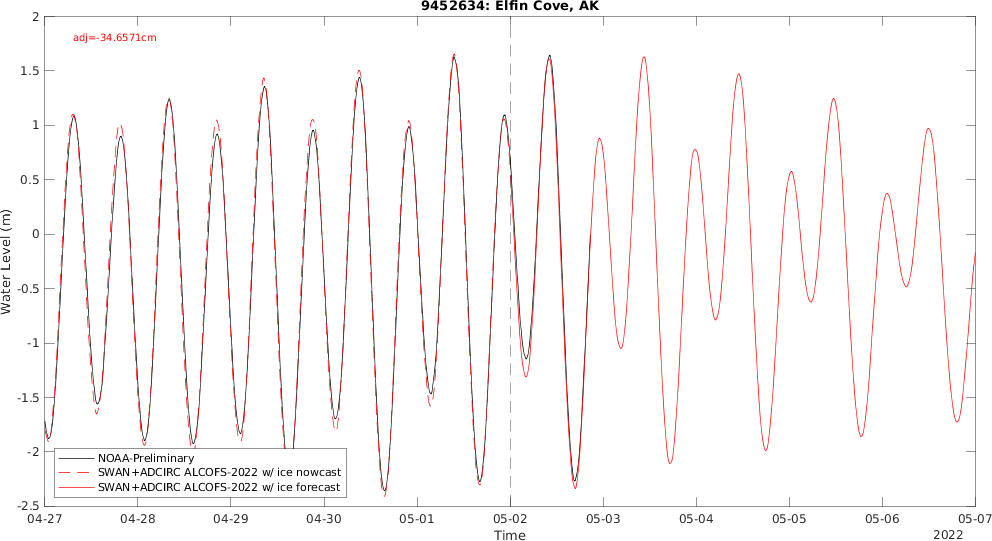 9452634: Elfin Cove, AK
adj=-34.6571cm
Water Level (m)
2
1.5
1
0.5
0
-0.5
-1
-1.5
-2
-2.5
NOAA-Preliminary
SWAN+ADCIRC ALCOFS-2022 w/ ice nowcast
SWAN+ADCIRC ALCOFS-2022 w/ ice forecast
04-27 04-28 04-29 04-30 05-01 05-02 05-03 05-04 05-05 05-06 05-07
Time
2022